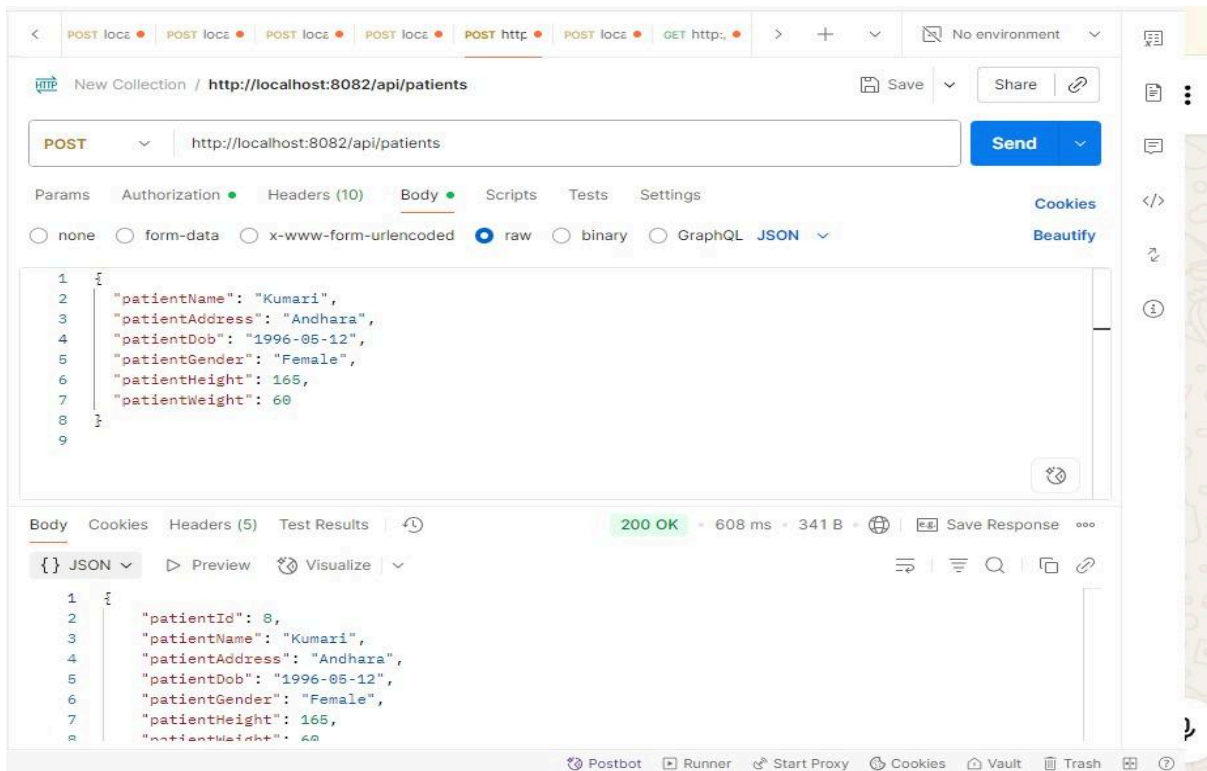 POST loca POST loca POST loca POST loca POST http POST loca GET http:, No environment
HTTP New Collection / http://localhost:8082/api/patients Save Share
POST http://localhost:8082/api/patients Send
Params Authorization Headers (10) Body Scripts Tests Settings Cookies
none form-data x-www-form-urlencoded raw binary GraphQL JSON Beautify
1 {
2 "patientName": "Kumari",
3 "patientAddress": "Andhara",
4 "patientDob": "1996-05-12",
5 "patientGender": "Female",
6 "patientHeight": 165,
7 "patientWeight": 60
8 }
9
Body Cookies Headers (5) Test Results 200 OK 608 ms 341 B e.g. Save Response
{} JSON Preview Visualize
1 {
2 "patientId": 8,
3 "patientName": "Kumari",
4 "patientAddress": "Andhara",
5 "patientDob": "1996-05-12",
6 "patientGender": "Female",
7 "patientHeight": 165,
8 "patientWeight": 60
Postbot Runner Start Proxy Cookies Vault Trash